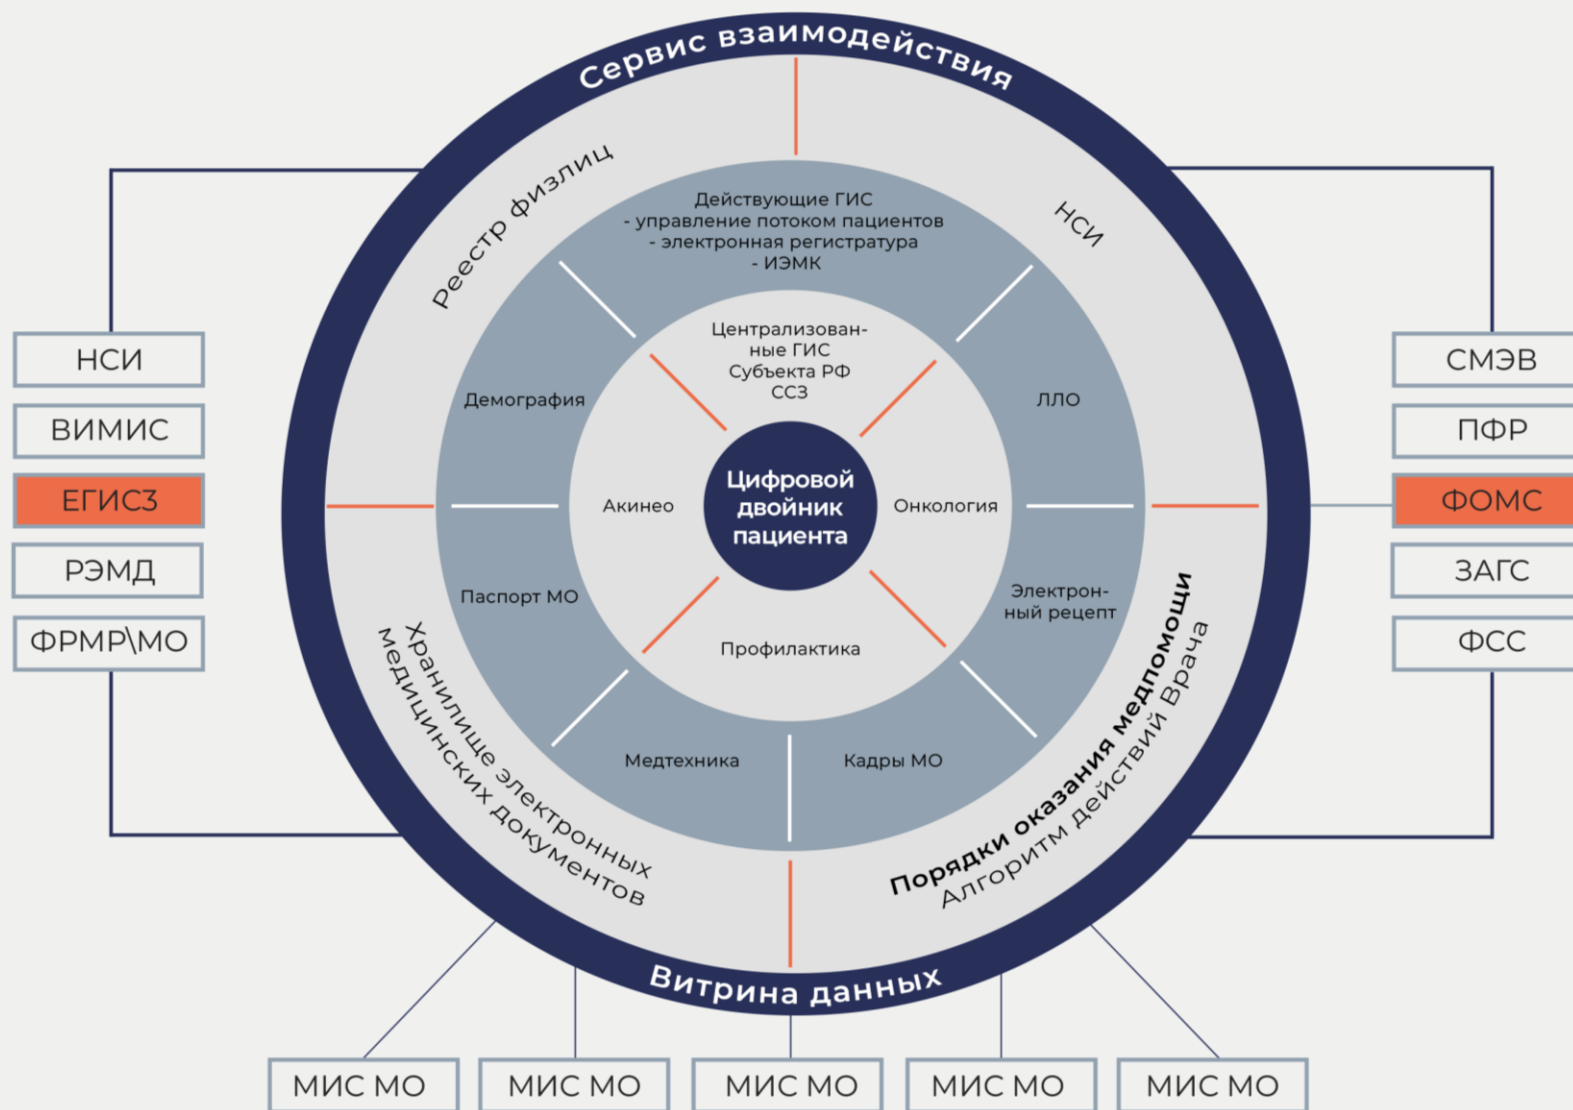 Сервис взаимодействия
Реестр физлиц
НСИ
Действующие ГИС
- управление потоком пациентов
- электронная регистратура
- ИЭМК
Централизован-
ные ГИС
Субъекта РФ
ССЗ
Демография
ЛЛО
Цифровой
двойник
пациента
Акинео
Онкология
Паспорт МО
Электрон-
ный рецепт
Профилактика
Медтехника
Кадры МО
Хранилище электронных
медицинских документов
Порядки оказания медпомощи
Алгоритм действий Врача
Витрина данных
НСИ
ВИМИС
ЕГИСЗ
РЭМД
ФРМР\МО
СМЭВ
ПФР
ФОМС
ЗАГС
ФСС
МИС МО
МИС МО
МИС МО
МИС МО
МИС МО